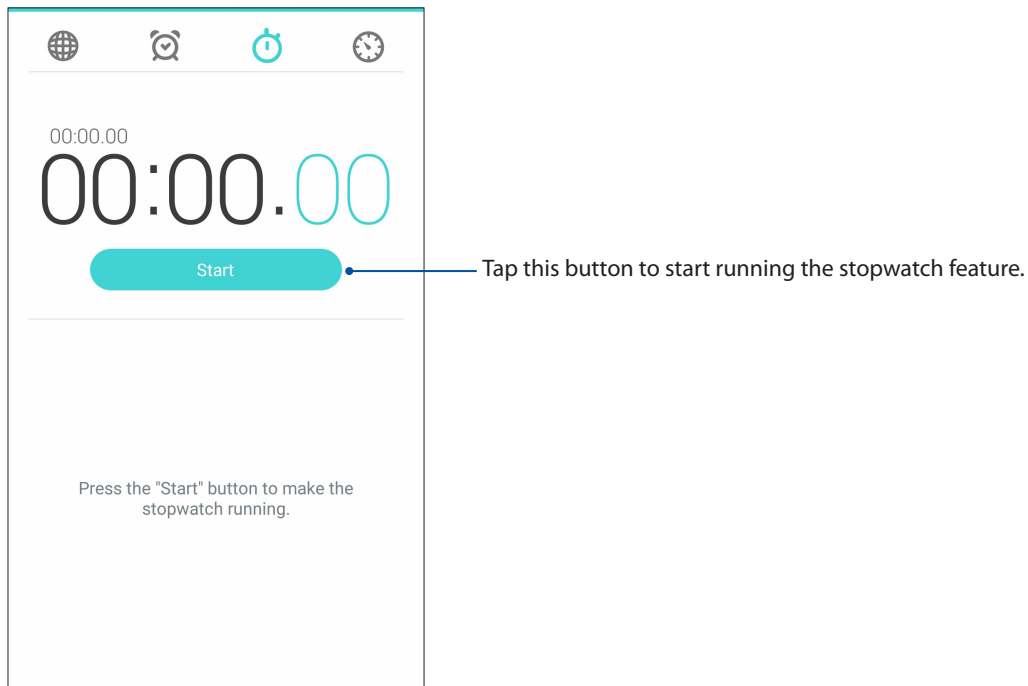 00:00.00
00:00.00
Start
Tap this button to start running the stopwatch feature.
Press the "Start" button to make the
stopwatch running.